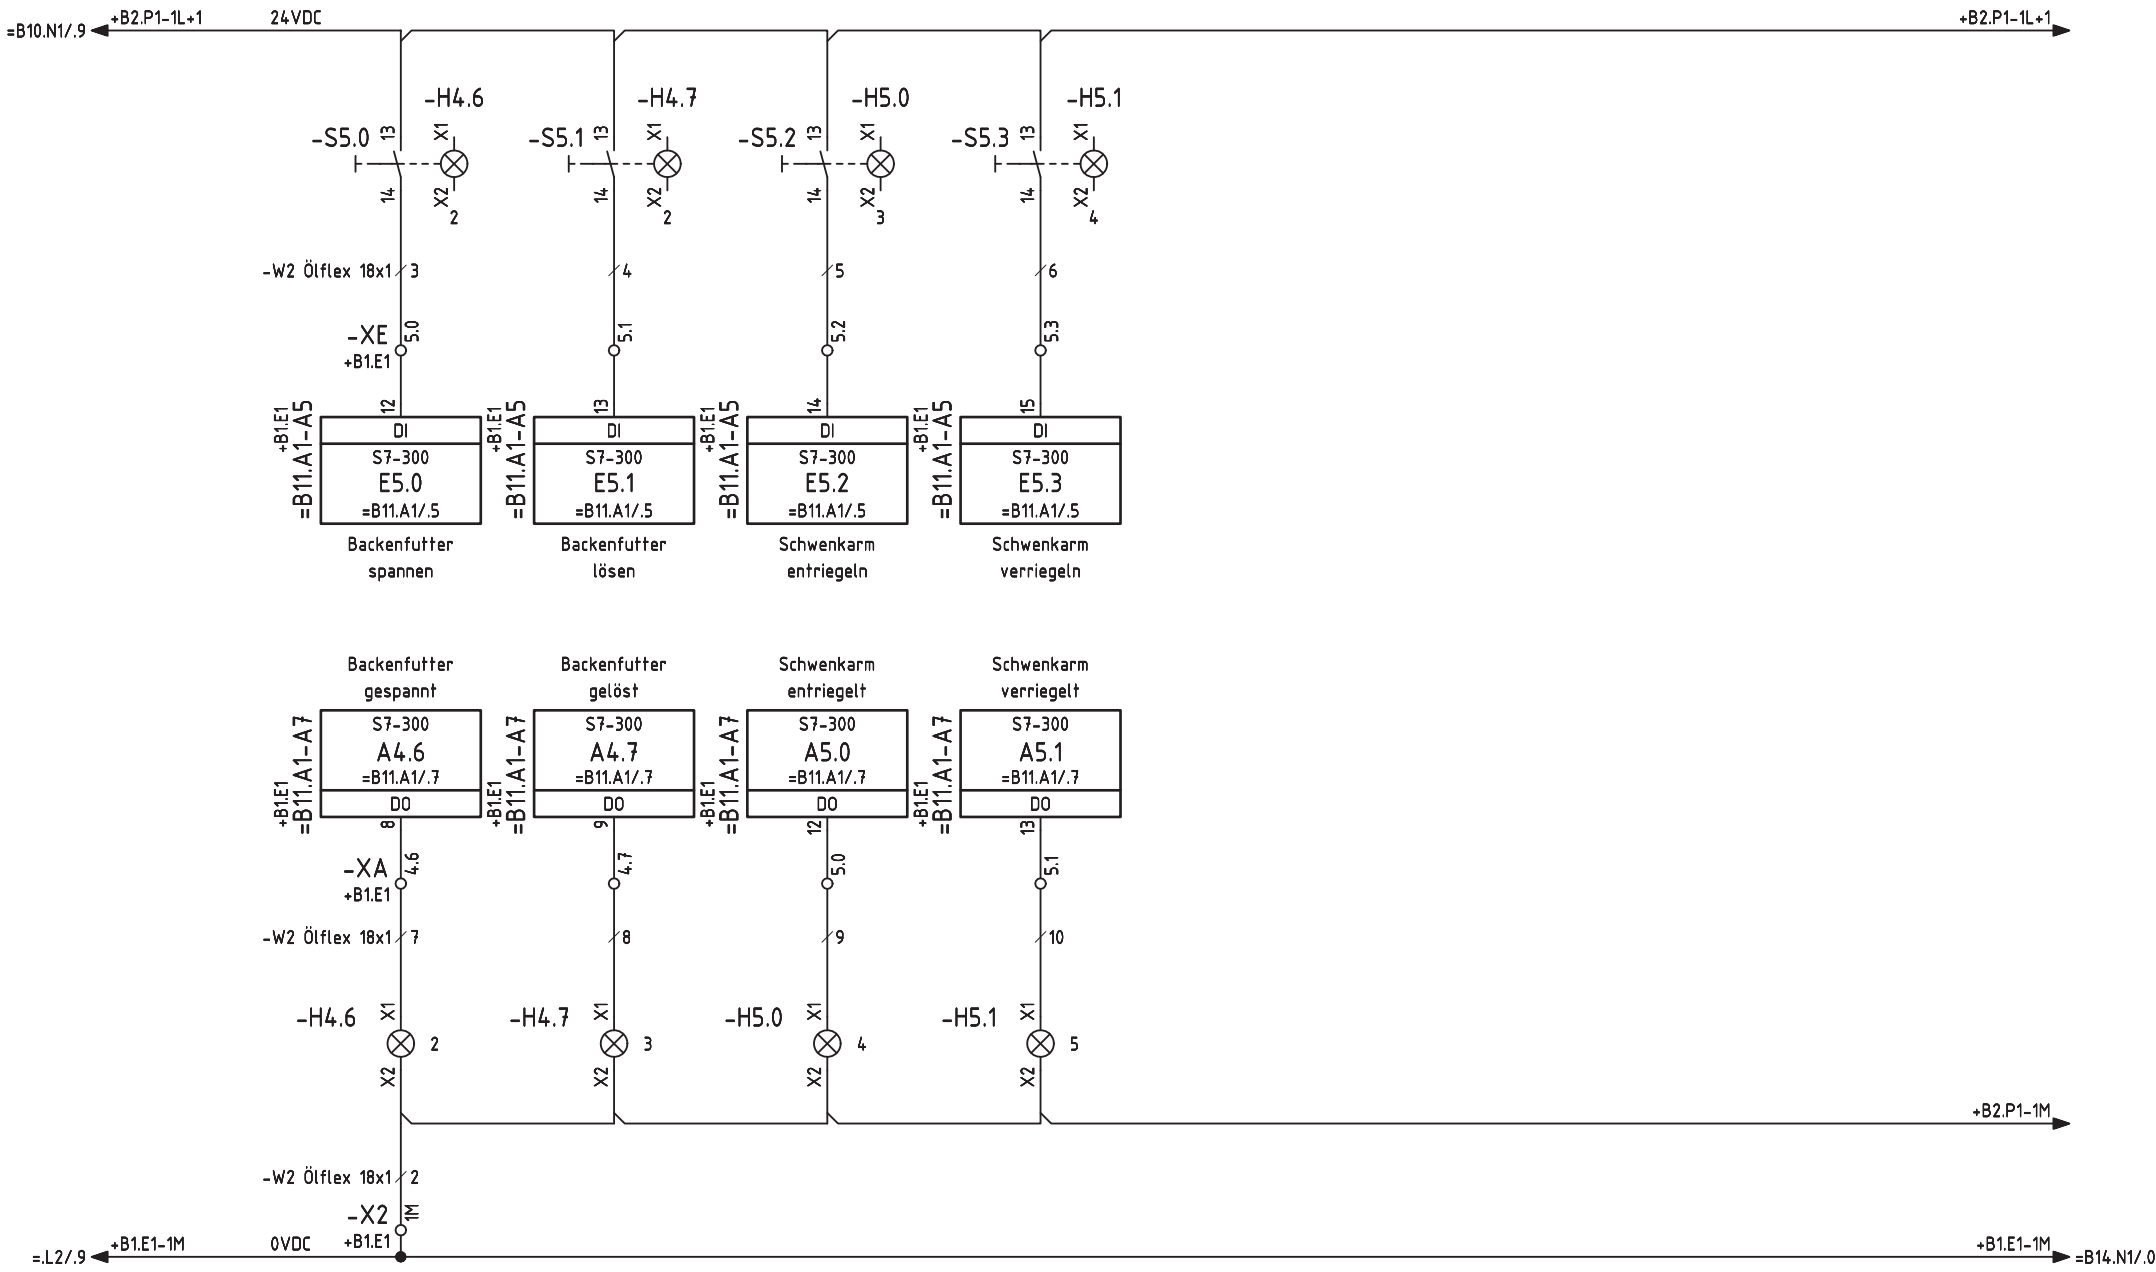 +B2.P1-1L+1 24VDC +B2.P1-1L+1
=B10.N1/.9
-H4.6 -H4.7 -H5.0 -H5.1
-S5.0 13 X1 -S5.1 13 X1 -S5.2 13 X1 -S5.3 13 X1
14 X2 14 X2 14 X2 14 X2
2 2 3 4
-W2 Ölflex 18x1 3 4 5 6
-XE 5.0 5.1 5.2 5.3
+B1.E1
12 13 14 15
+B1.E1 +B1.E1 +B1.E1 +B1.E1
=B11.A1-A5 =B11.A1-A5 =B11.A1-A5 =B11.A1-A5
DI DI DI DI
S7-300 S7-300 S7-300 S7-300
E5.0 E5.1 E5.2 E5.3
=B11.A1/.5 =B11.A1/.5 =B11.A1/.5 =B11.A1/.5
Backenfutter Backenfutter Schwenkarm Schwenkarm
spannen lösen entriegeln verriegeln
Backenfutter Backenfutter Schwenkarm Schwenkarm
gespannt gelöst entriegelt verriegelt
S7-300 S7-300 S7-300 S7-300
A4.6 A4.7 A5.0 A5.1
=B11.A1/.7 =B11.A1/.7 =B11.A1/.7 =B11.A1/.7
DO DO DO DO
+B1.E1 +B1.E1 +B1.E1 +B1.E1
=B11.A1-A7 =B11.A1-A7 =B11.A1-A7 =B11.A1-A7
8 9 12 13
-XA 4.6 4.7 5.0 5.1
+B1.E1
-W2 Ölflex 18x1 7 8 9 10
-H4.6 X1 -H4.7 X1 -H5.0 X1 -H5.1 X1
2 3 4 5
X2 X2 X2 X2
+B2.P1-1M
-W2 Ölflex 18x1 2
-X2 1M
+B1.E1-1M 0VDC +B1.E1 +B1.E1-1M
=.L2/.9 =B14.N1/.0